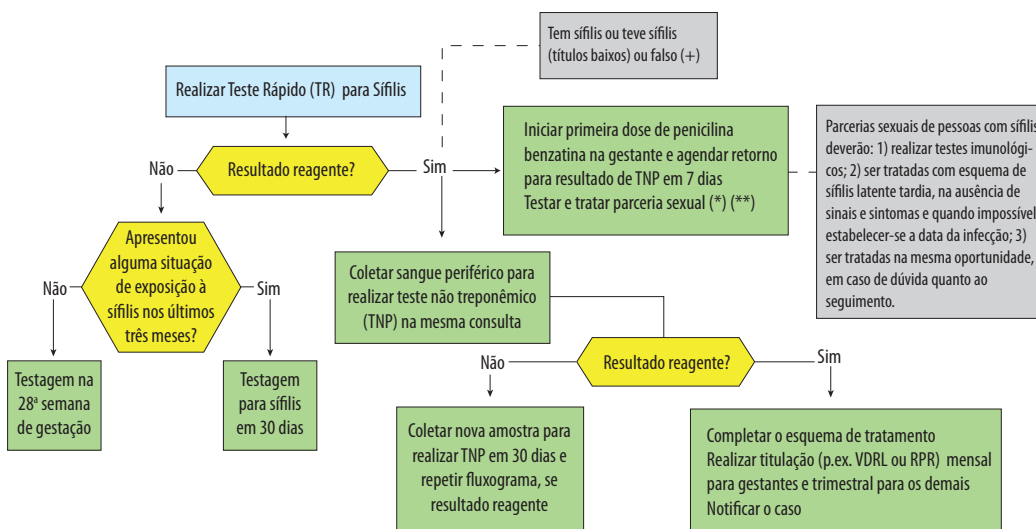 Tem sífilis ou teve sífilis
(títulos baixos) ou falso (+)
Realizar Teste Rápido (TR) para Sífilis
Não
Resultado reagente?
Sim
Iniciar primeira dose de penicilina
benzatina na gestante e agendar retorno
para resultado de TNP em 7 dias
Testar e tratar parceria sexual (*) (**)
Parcerias sexuais de pessoas com sífilis
deverão: 1) realizar testes imunológi-
cos; 2) ser tratadas com esquema de
sífilis latente tardia, na ausência de
sinais e sintomas e quando impossível
estabelecer-se a data da infecção; 3)
ser tratadas na mesma oportunidade,
em caso de dúvida quanto ao
seguimento.
Apresentou
alguma situação
de exposição à
sífilis nos últimos
três meses?
Não
Sim
Testagem na
28ª semana
de gestação
Testagem
para sífilis
em 30 dias
Coletar sangue periférico para
realizar teste não treponêmico
(TNP) na mesma consulta
Não
Resultado reagente?
Sim
Coletar nova amostra para
realizar TNP em 30 dias e
repetir fluxograma, se
resultado reagente
Completar o esquema de tratamento
Realizar titulação (p.ex. VDRL ou RPR) mensal
para gestantes e trimestral para os demais
Notificar o caso